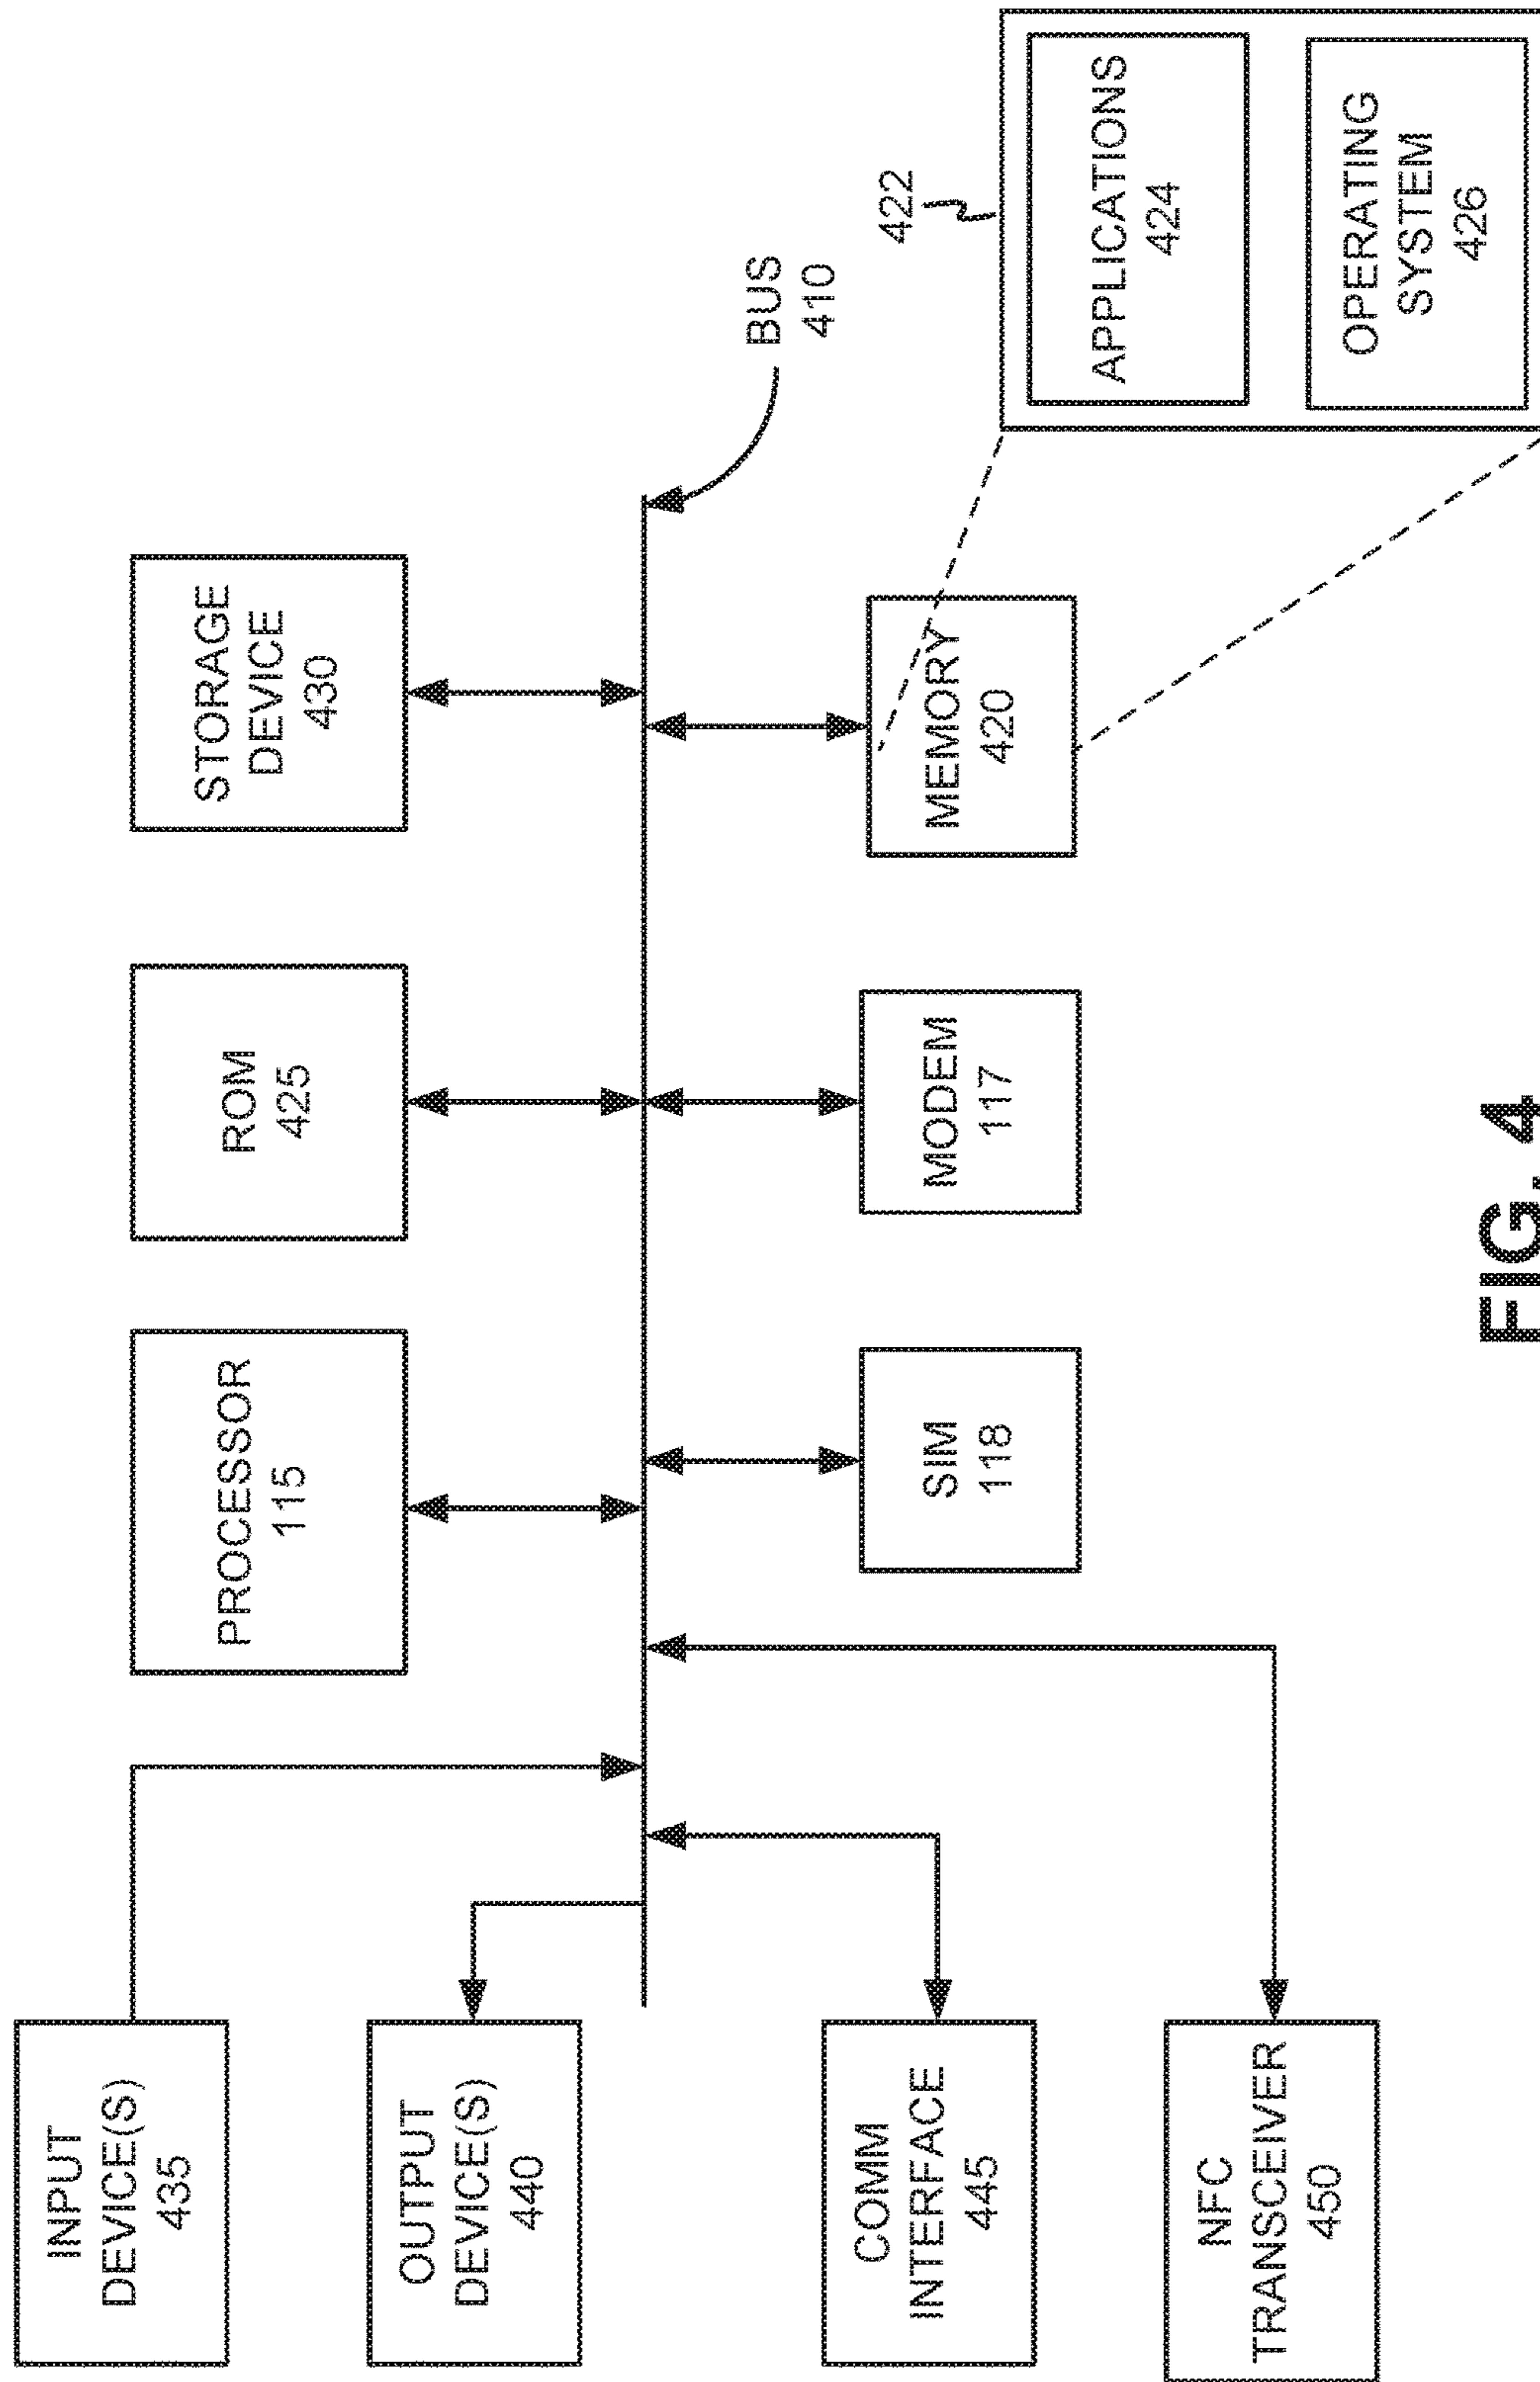 INPUT
DEVICE(S)
435
OUTPUT
DEVICE(S)
440
COMM
INTERFACE
445
NFC
TRANSCEIVER
450
PROCESSOR
115
ROM
425
STORAGE
DEVICE
430
BUS
410
SIM
118
MODEM
117
MEMORY
420
422
APPLICATIONS
424
OPERATING
SYSTEM
426
FIG. 4